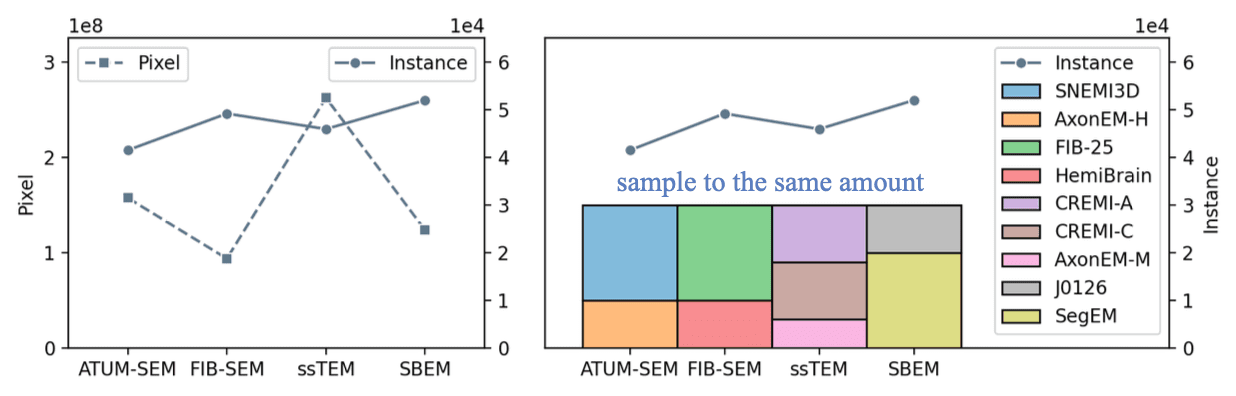 1e8
1e4
Pixel
Instance
3
2
1
0
Pixel
6
5
4
3
2
1
0
ATUM-SEM FIB-SEM ssTEM SBEM
1e4
Instance
SNEMI3D
AxonEM-H
FIB-25
HemiBrain
CREMI-A
CREMI-C
AxonEM-M
J0126
SegEM
sample to the same amount
6
5
4
3
2
1
0
Instance
ATUM-SEM FIB-SEM ssTEM SBEM